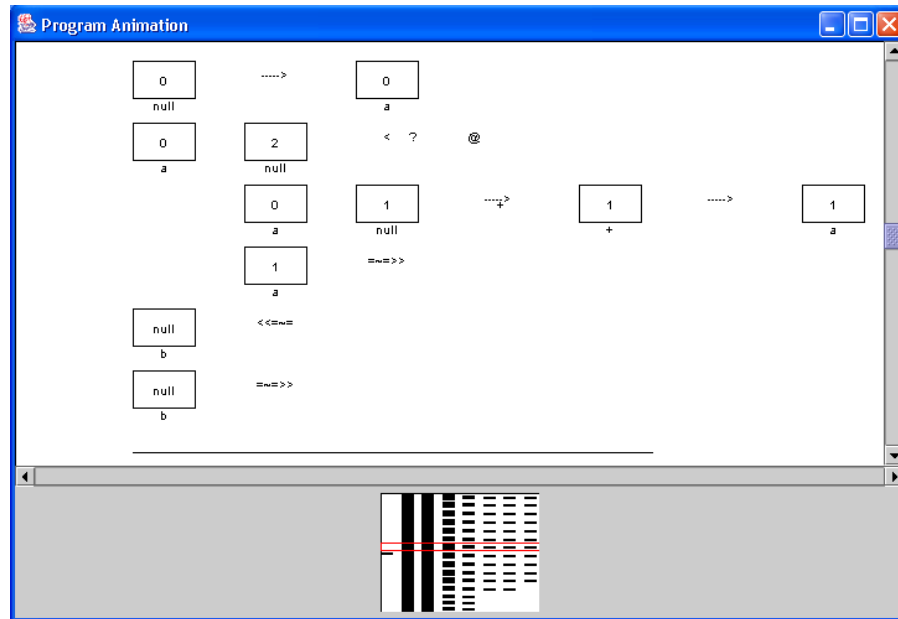 Program Animation
0 -----> 0
null a
0 2 < ? @
a null
0 1 -----> 1 -----> 1
+
a null + a
1 =~=>>
a
null <<=~=
b
null =~=>>
b